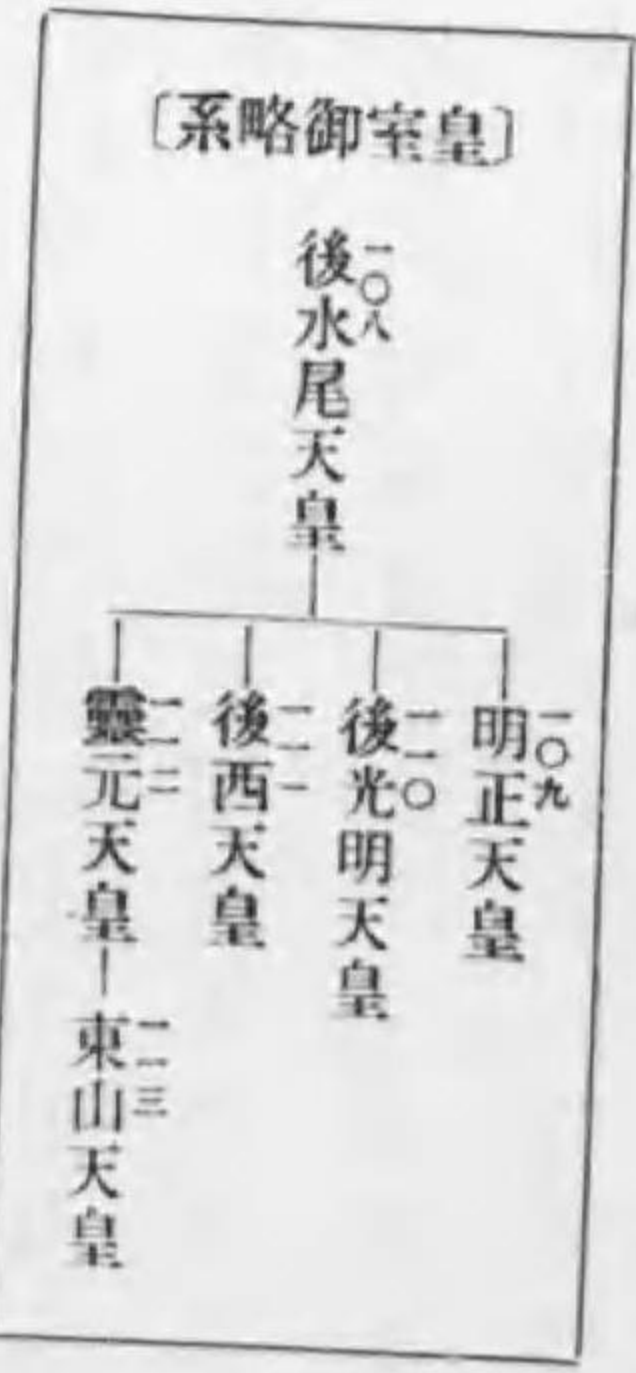 〔皇室御略系〕
一〇八
後水尾天皇
一〇九
明正天皇
一一〇
後光明天皇
一一一
後西天皇
一一二
靈元天皇
一一三
東山天皇